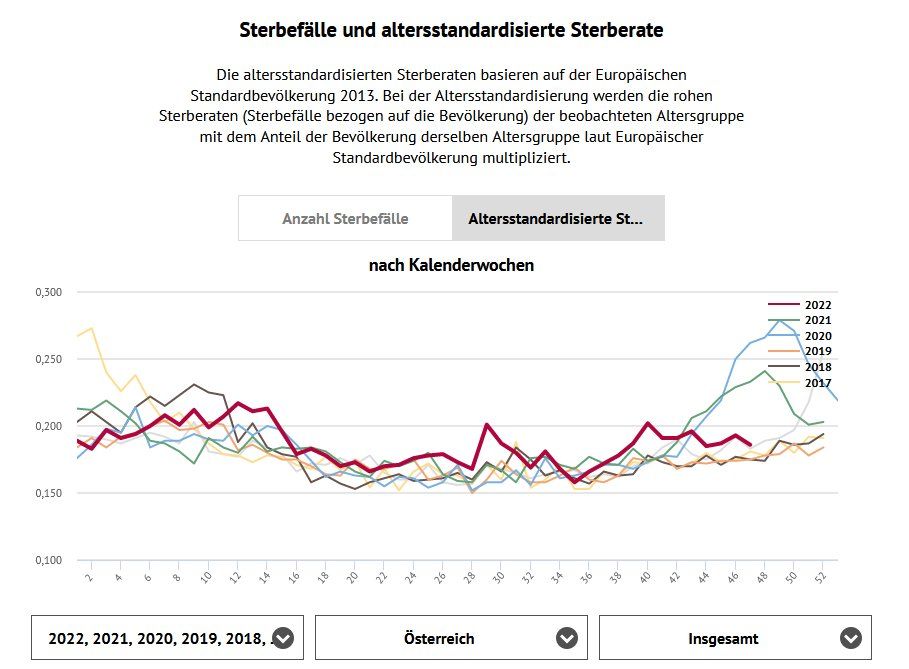 Sterbefälle und altersstandardisierte Sterberate
Die altersstandardisierten Sterberaten basieren auf der Europäischen
Standardbevölkerung 2013. Bei der Altersstandardisierung werden die rohen
Sterberaten (Sterbefälle bezogen auf die Bevölkerung) der beobachteten Altersgruppe
mit dem Anteil der Bevölkerung derselben Altersgruppe laut Europäischer
Standardbevölkerung multipliziert.
Anzahl Sterbefälle
Altersstandardisierte St...
nach Kalenderwochen
0,300
0,250
0,200
0,150
0,100
2022
2021
2020
2019
2018
2017
2 4 6 8 10 12 14 16 18 20 22 24 26 28 30 32 34 36 38 40 42 44 46 48 50 52
2022, 2021, 2020, 2019, 2018, ..
Österreich
Insgesamt